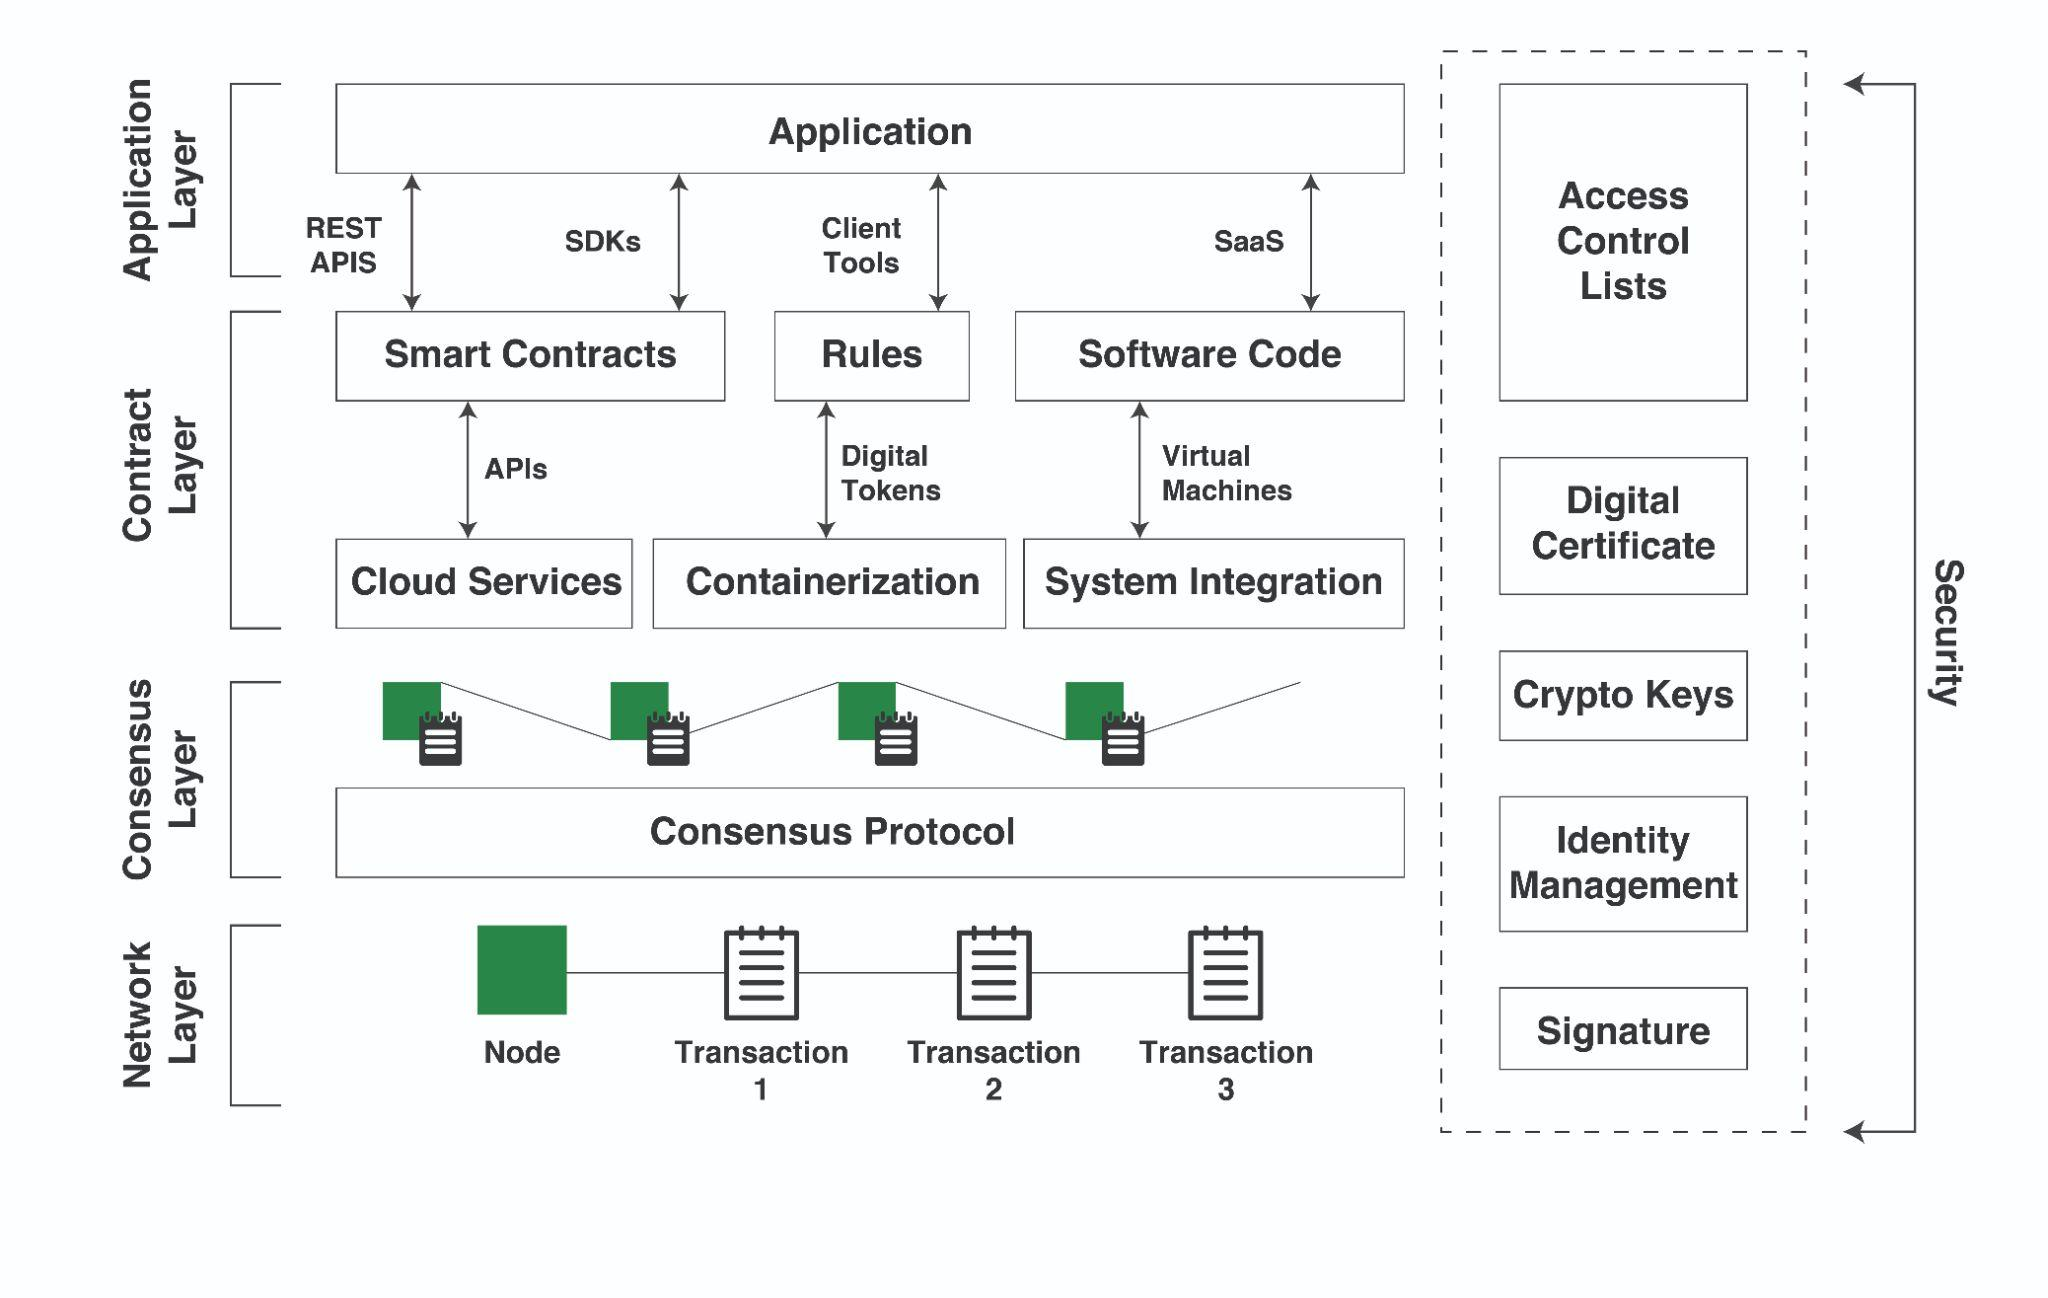 Application
Layer
Application
REST
APIS
SDKs
Client
Tools
SaaS
Contract
Layer
Smart Contracts
Rules
Software Code
APIs
Digital
Tokens
Virtual
Machines
Cloud Services
Containerization
System Integration
Consensus
Layer
Consensus Protocol
Network
Layer
Node
Transaction
1
Transaction
2
Transaction
3
Access
Control
Lists
Digital
Certificate
Crypto Keys
Identity
Management
Signature
Security